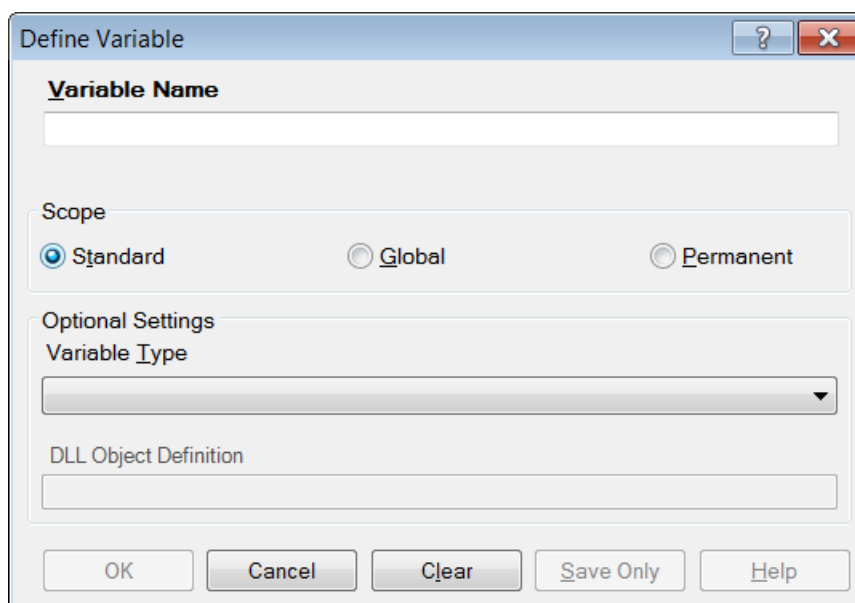 Define Variable
?
Variable Name
Scope
Standard
Global
Permanent
Optional Settings
Variable Type
DLL Object Definition
OK
Cancel
Clear
Save Only
Help